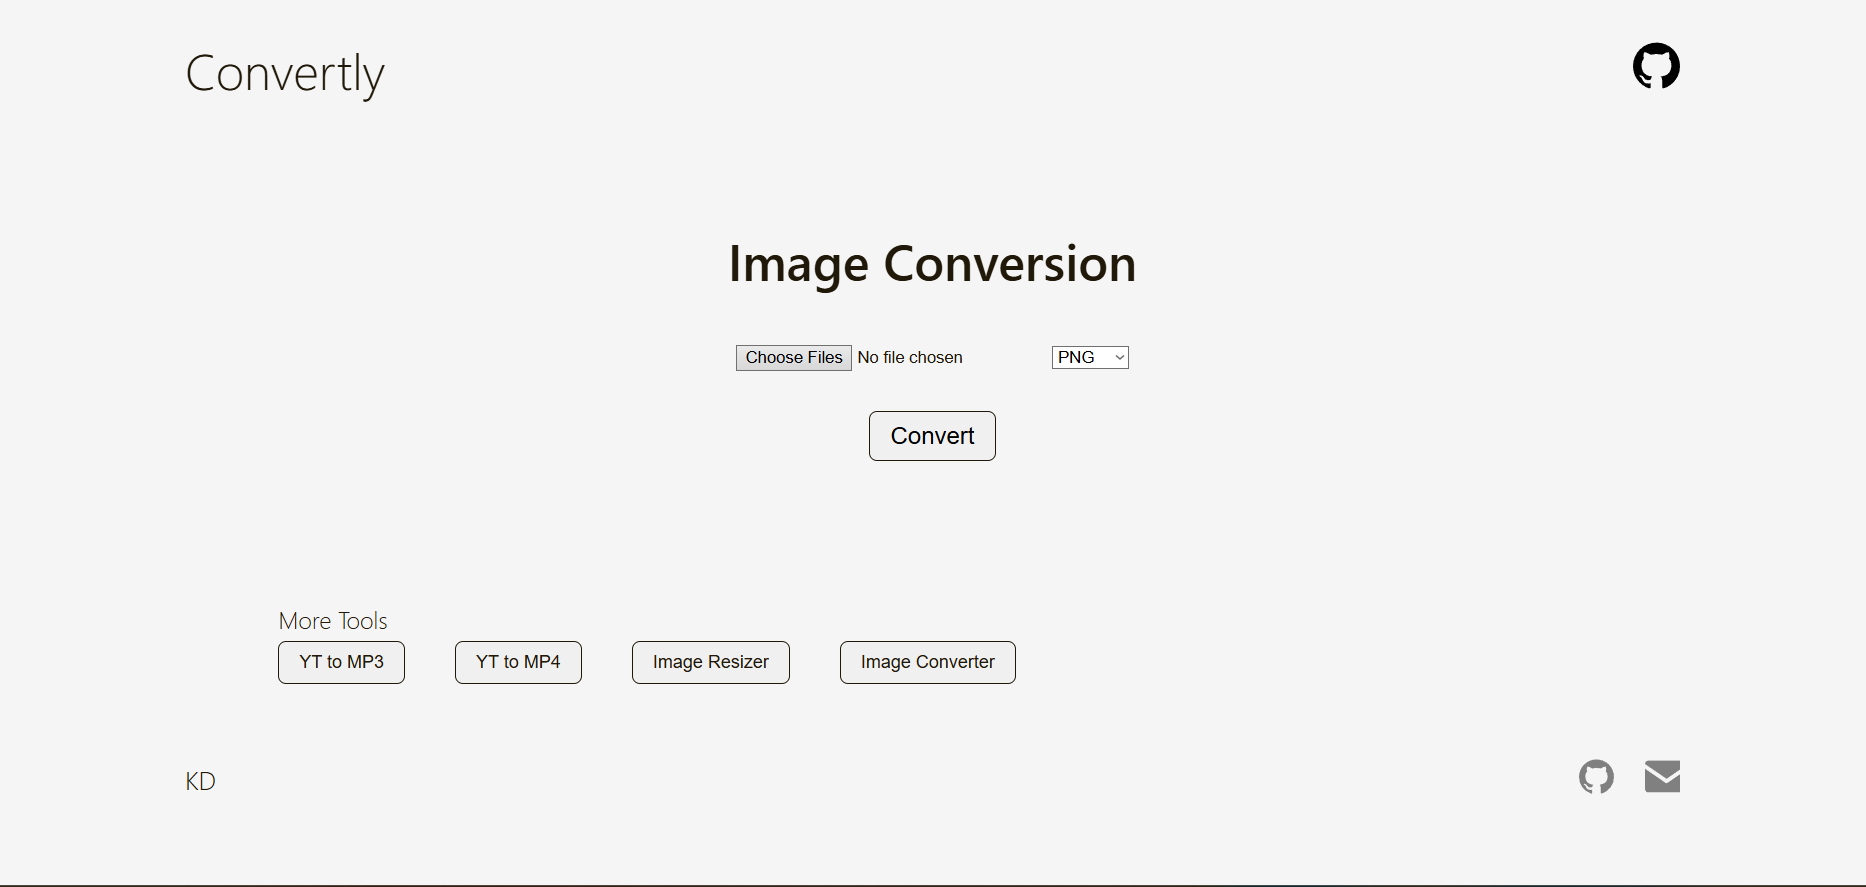 Convertly
Image Conversion
Choose Files No file chosen PNG
Convert
More Tools
YT to MP3 YT to MP4 Image Resizer Image Converter
KD